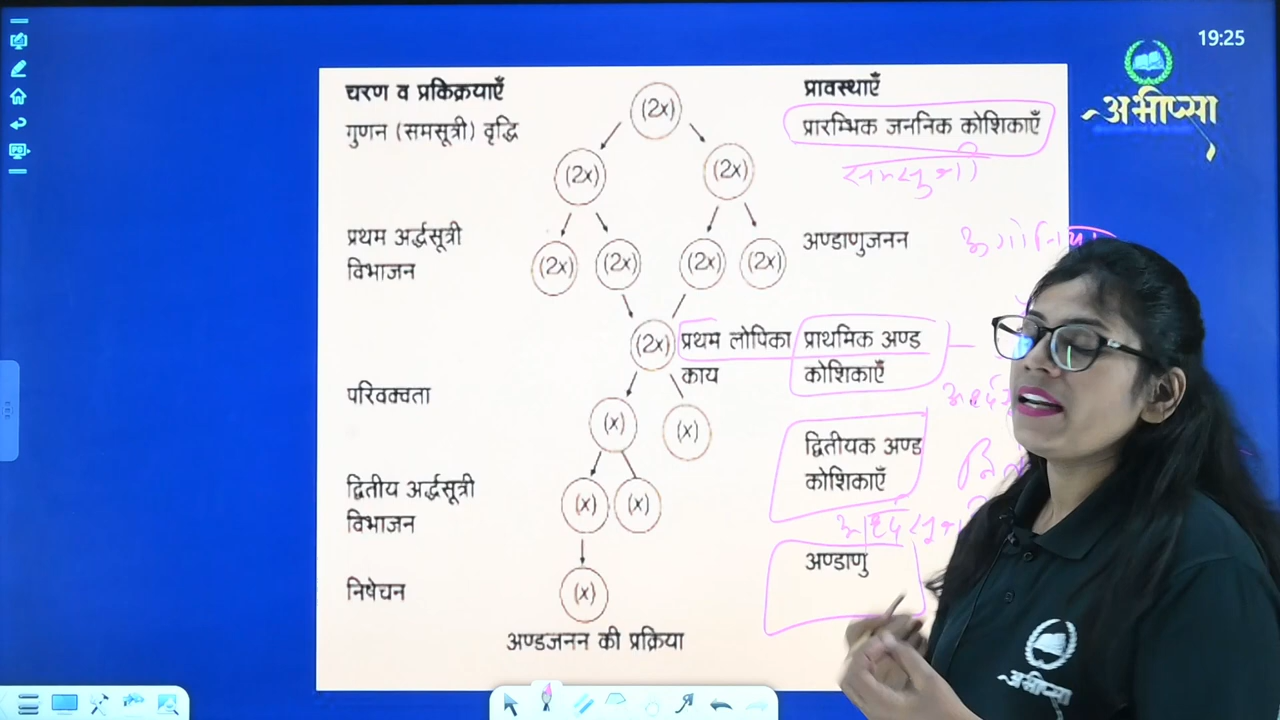 19:25
अभीप्सा
चरण व प्रकिक्रयाएँ
(2x)
प्रावस्थाएँ
गुणन (समसूत्री) वृद्धि
प्रारम्भिक जननिक कोशिकाएँ
(2x) (2x)
समसुत्री
प्रथम अर्द्धसूत्री
विभाजन
(2x) (2x) (2x) (2x)
अण्डाणुजनन
(2x) प्रथम लोपिका
काय
प्राथमिक अण्ड
कोशिकाएँ
परिवक्वता
(x) (x)
द्वितीयक अण्ड
कोशिकाएँ
द्वितीय अर्द्धसूत्री
विभाजन
(x) (x)
अण्डाणु
निषेचन
(x)
अण्डजनन की प्रक्रिया
अभीप्सा